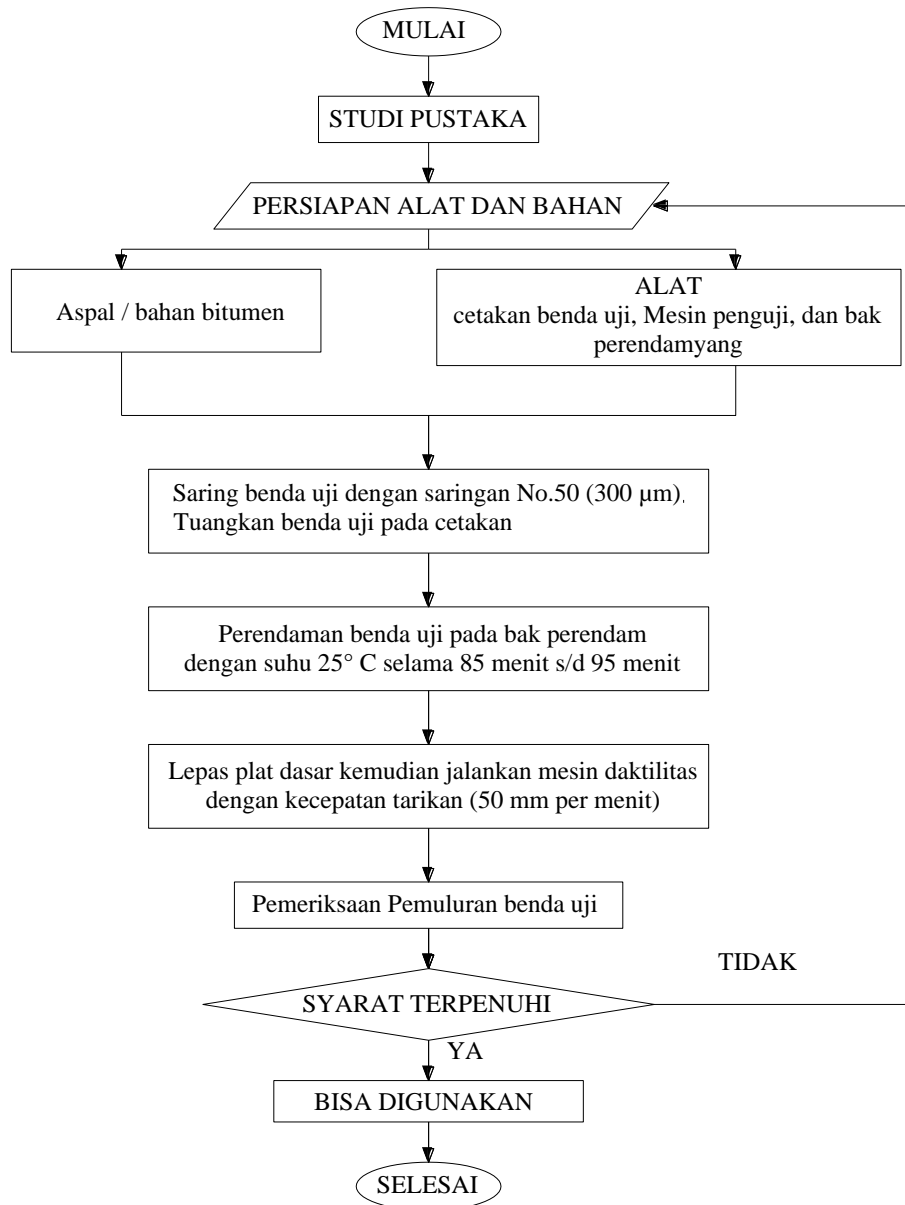 MULAI
STUDI PUSTAKA
PERSIAPAN ALAT DAN BAHAN
Aspal / bahan bitumen
ALAT
cetakan benda uji, Mesin penguji, dan bak
perendamyang
Saring benda uji dengan saringan No.50 (300 µm).
Tuangkan benda uji pada cetakan
Perendaman benda uji pada bak perendam
dengan suhu 25° C selama 85 menit s/d 95 menit
Lepas plat dasar kemudian jalankan mesin daktilitas
dengan kecepatan tarikan (50 mm per menit)
Pemeriksaan Pemuluran benda uji
TIDAK
SYARAT TERPENUHI
YA
BISA DIGUNAKAN
SELESAI